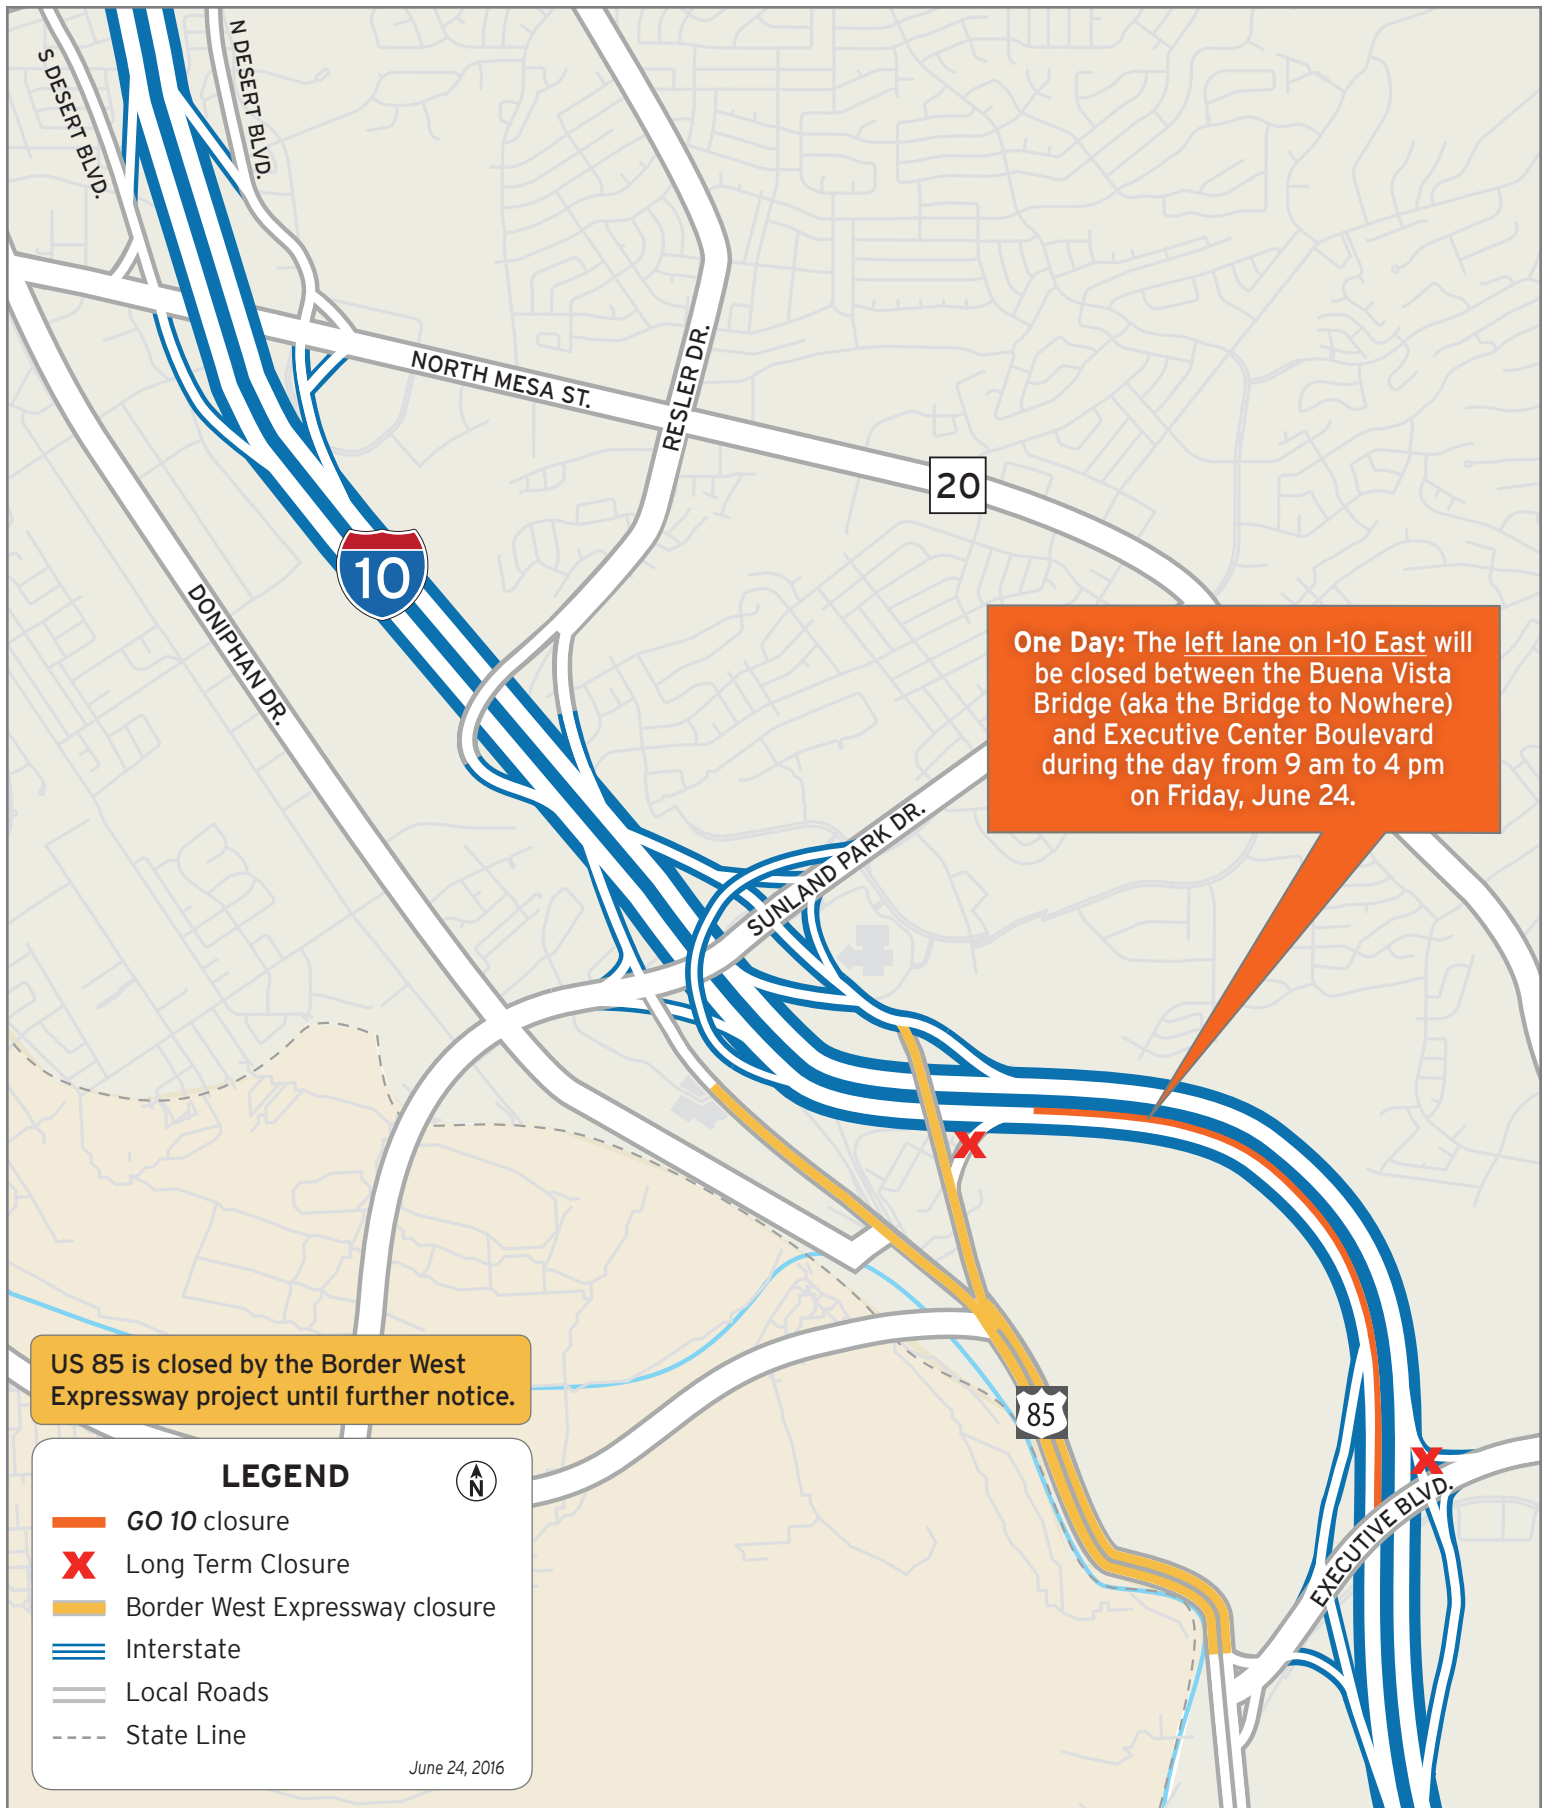 S DESERT BLVD.
N DESERT BLVD.
NORTH MESA ST.
RESLER DR.
20
10
DONIPHAN DR.
One Day: The left lane on I-10 East will
be closed between the Buena Vista
Bridge (aka the Bridge to Nowhere)
and Executive Center Boulevard
during the day from 9 am to 4 pm
on Friday, June 24.
SUNLAND PARK DR.
X
US 85 is closed by the Border West
Expressway project until further notice.
85
X
EXECUTIVE BLVD.
LEGEND
N
GO 10 closure
X Long Term Closure
Border West Expressway closure
Interstate
Local Roads
State Line
June 24, 2016